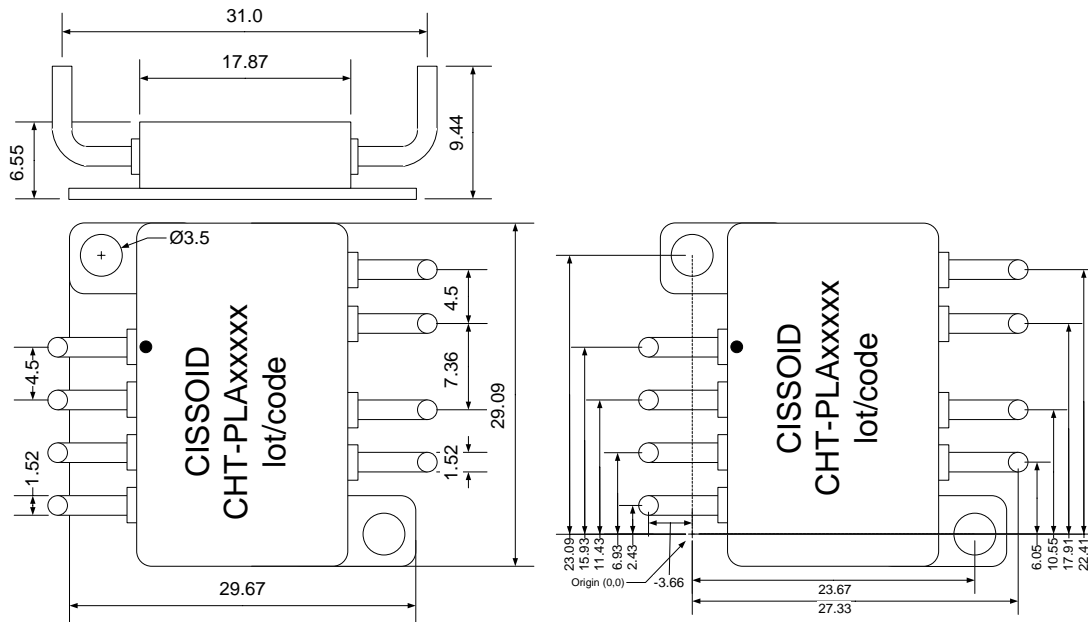 31.0
17.87
6.55
9.44
Ø3.5
4.5
1.52
CISSOID
CHT-PLAxxxxx
lot/code
4.5
7.36
1.52
29.09
29.67
CISSOID
CHT-PLAxxxxx
lot/code
23.09
15.93
11.43
6.93
2.43
6.05
10.55
17.91
22.41
Origin (0,0)
-3.66
23.67
27.33